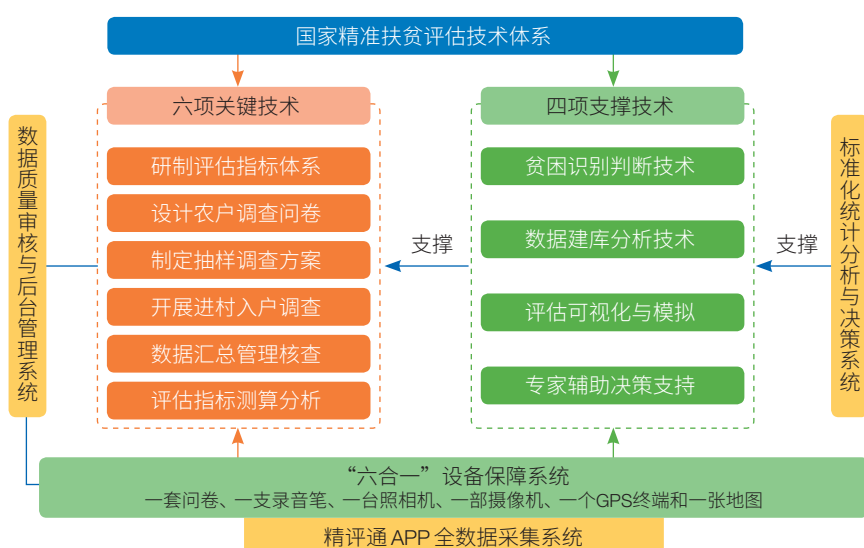 国家精准扶贫评估技术体系
六项关键技术
四项支撑技术
数据质量审核与后台管理系统
研制评估指标体系
设计农户调查问卷
制定抽样调查方案
开展进村入户调查
数据汇总管理核查
评估指标测算分析
支撑
贫困识别判断技术
数据建库分析技术
评估可视化与模拟
专家辅助决策支持
支撑
标准化统计分析与决策系统
“六合一”设备保障系统
一套问卷、一支录音笔、一台照相机、一部摄像机、一个GPS终端和一张地图
精评通APP全数据采集系统